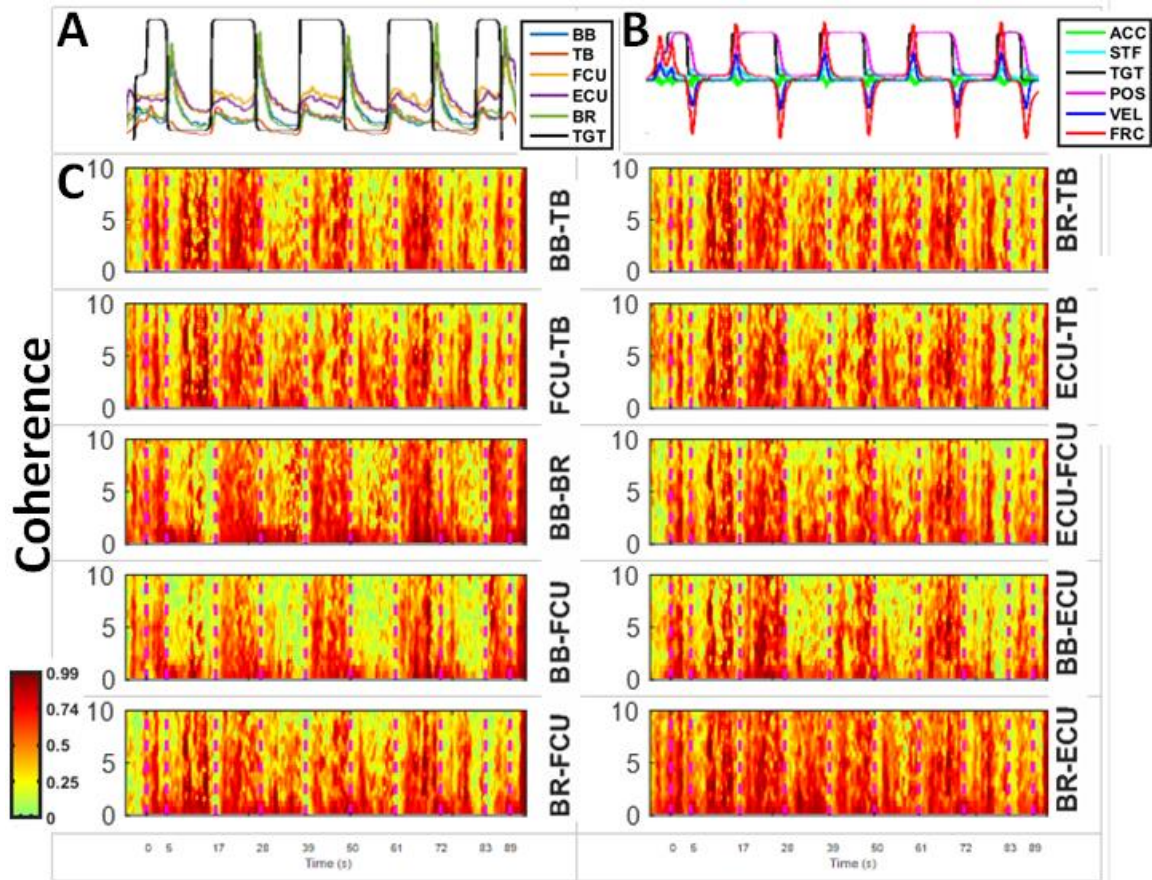 A
BB
TB
FCU
ECU
BR
TGT
B
ACC
STF
TGT
POS
VEL
FRC
C
Coherence
10
5
0
BB-TB
10
5
0
BR-TB
10
5
0
FCU-TB
10
5
0
ECU-TB
10
5
0
BB-BR
10
5
0
ECU-FCU
10
5
0
BB-FCU
10
5
0
BB-ECU
10
5
0
BR-FCU
10
5
0
BR-ECU
0.99
0.74
0.5
0.25
0
0 5 17 28 39 50 61 72 83 89
Time (s)
0 5 17 28 39 50 61 72 83 89
Time (s)